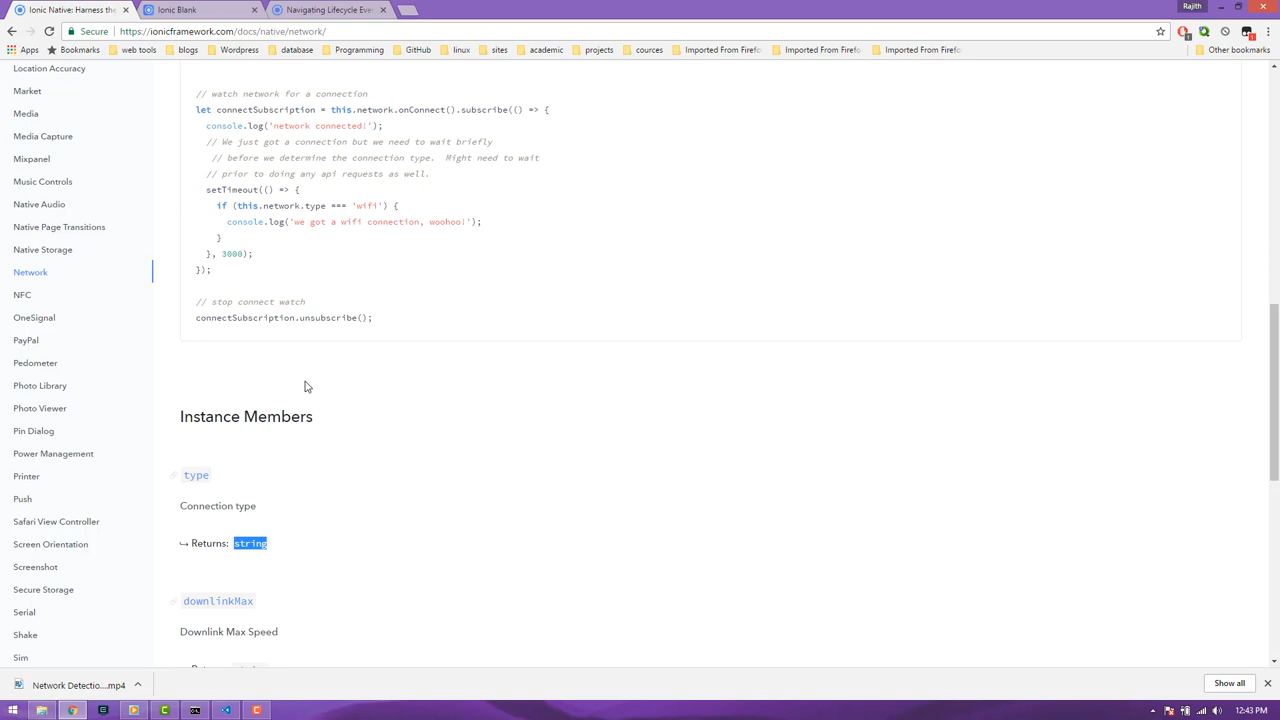 Ionic Native: Harness the
Ionic Blank
Navigating Lifecycle Eve
Rajith
Secure
https://ionicframework.com/docs/native/network/
Apps
Bookmarks
web tools
blogs
Wordpress
database
Programming
GitHub
linux
sites
academic
projects
cources
Imported From Firefo
Imported From Firefo
Imported From Firefo
Other bookmarks
Location Accuracy
Market
Media
Media Capture
Mixpanel
Music Controls
Native Audio
Native Page Transitions
Native Storage
Network
NFC
OneSignal
PayPal
Pedometer
Photo Library
Photo Viewer
Pin Dialog
Power Management
Printer
Push
Safari View Controller
Screen Orientation
Screenshot
Secure Storage
Serial
Shake
Sim
// watch network for a connection
let connectSubscription = this.network.onConnect().subscribe(() => {
console.log('network connected!');
// We just got a connection but we need to wait briefly
// before we determine the connection type.  Might need to wait
// prior to doing any api requests as well.
setTimeout(() => {
if (this.network.type === 'wifi') {
console.log('we got a wifi connection, woohoo!');
}
}, 3000);
});
// stop connect watch
connectSubscription.unsubscribe();
Instance Members
type
Connection type
Returns: string
downlinkMax
Downlink Max Speed
Network Detectio....mp4
Show all
12:43 PM